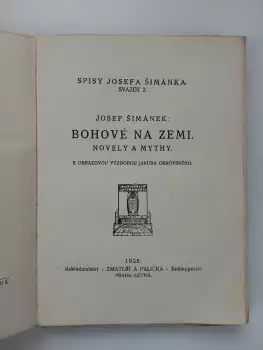 SPISY JOSEFA ŠIMÁNKA.
SVAZEK 2.
JOSEF ŠIMÁNEK:
BOHOVÉ NA ZEMI.
NOVELY A MYTHY.
S OBRAZOVOU VÝZDOBOU JAKUBA OBROVSKÉHO.
1925.
Nakladatelství - ZMATLÍK A PALIČKA - Knihkupectví
PRAHA-LETNÁ.